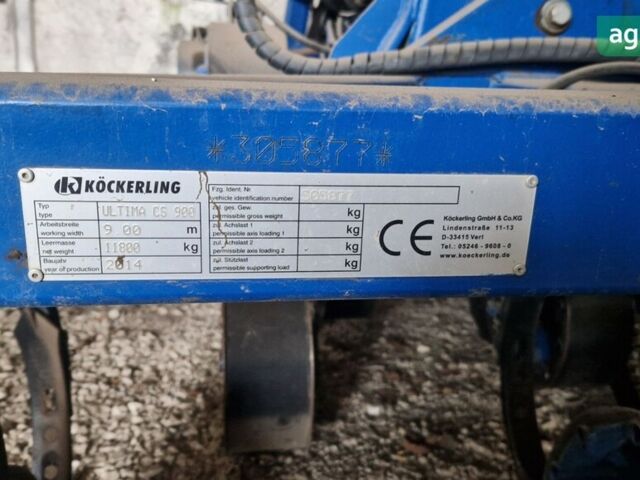 ag
*305877*
KÖCKERLING
Typ
type
ULTIMA CS 900
Arbeitsbreite
working width
9.00 m
Leermasse
net weight
11800 kg
Baujahr
year of production
2014
Fzg. Ident. Nr
vehicle identification number
305877
zul. ges. Gew.
permissible gross weight
kg
zul. Achslast 1
permissible axis loading 1
kg
zul. Achslast 2
permissible axis loading 2
kg
zul. Stützlast
permissible supporting load
kg
CE
Köckerling GmbH & Co.KG
Lindenstraße 11-13
D-33415 Verl
Tel.: 05246 - 9608 - 0
www.koeckerling.de